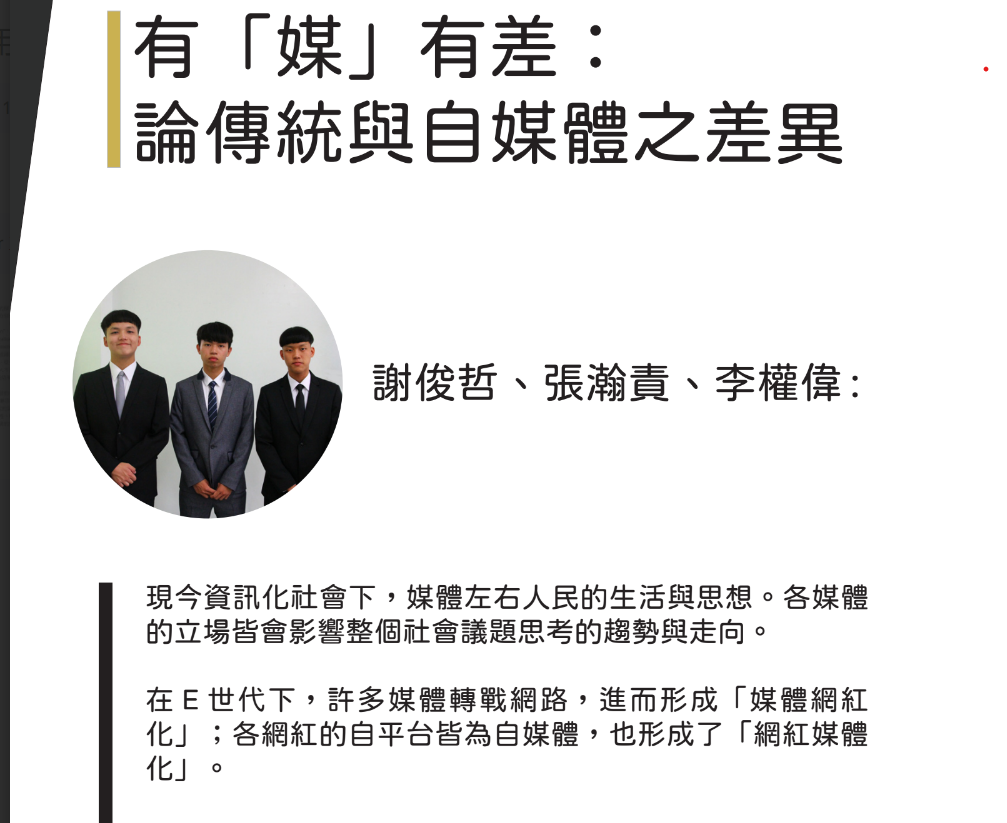 有「媒」有差：
論傳統與自媒體之差異
謝俊哲、張瀚責、李權偉:
現今資訊化社會下，媒體左右人民的生活與思想。各媒體
的立場皆會影響整個社會議題思考的趨勢與走向。
在 E 世代下，許多媒體轉戰網路，進而形成「媒體網紅
化」；各網紅的自平台皆為自媒體，也形成了「網紅媒體
化」。